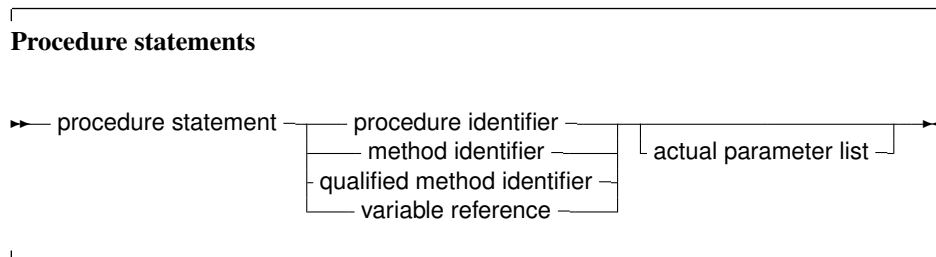 Procedure statements
procedure statement procedure identifier
method identifier actual parameter list
qualified method identifier
variable reference